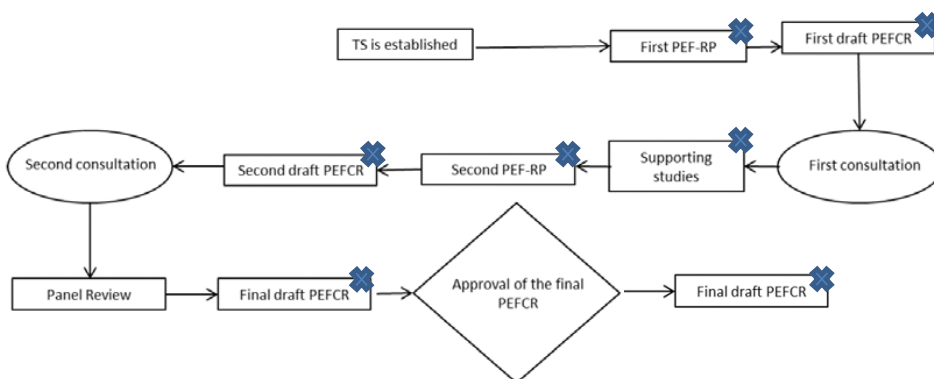 TS is established
First PEF-RP
First draft PEFCR
First consultation
Supporting
studies
Second PEF-RP
Second draft PEFCR
Second consultation
Panel Review
Final draft PEFCR
Approval of the final
PEFCR
Final draft PEFCR